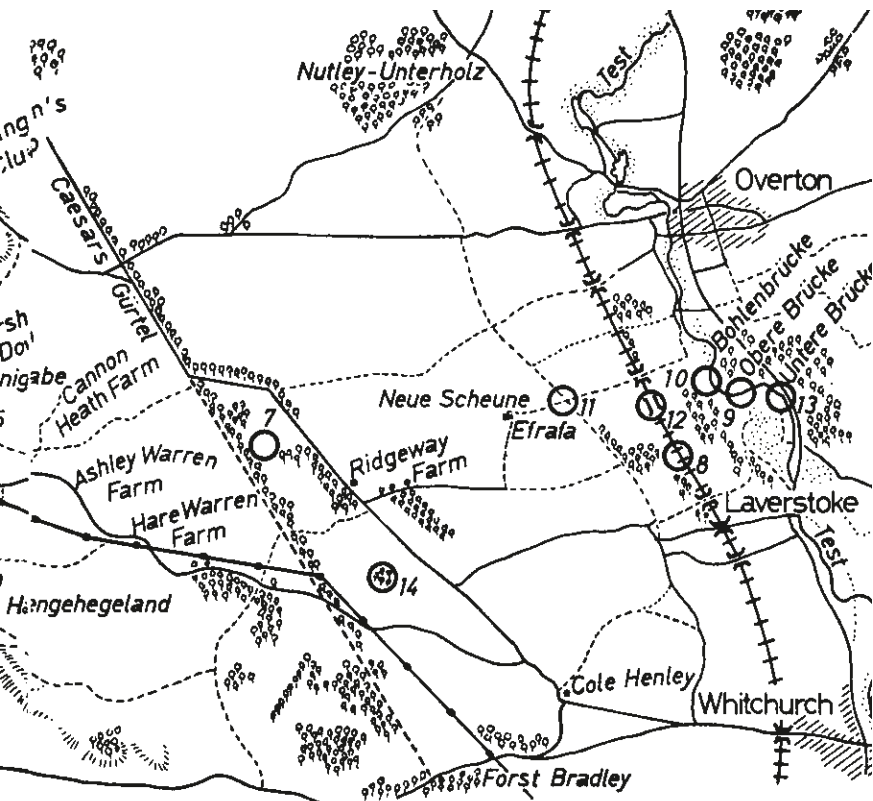 Nutley-Unterholz
Test
Overton
Caesars
Gürtel
Bohlenbrücke
Obere Brücke
Untere Brücke
Cannon
Heath Farm
Neue Scheune
Efrafa
7
10
9
13
11
12
8
Ridgeway
Farm
Ashley Warren
Farm
Hare Warren
Farm
Laverstoke
Test
14
Cole Henley
Whitchurch
Forst Bradley